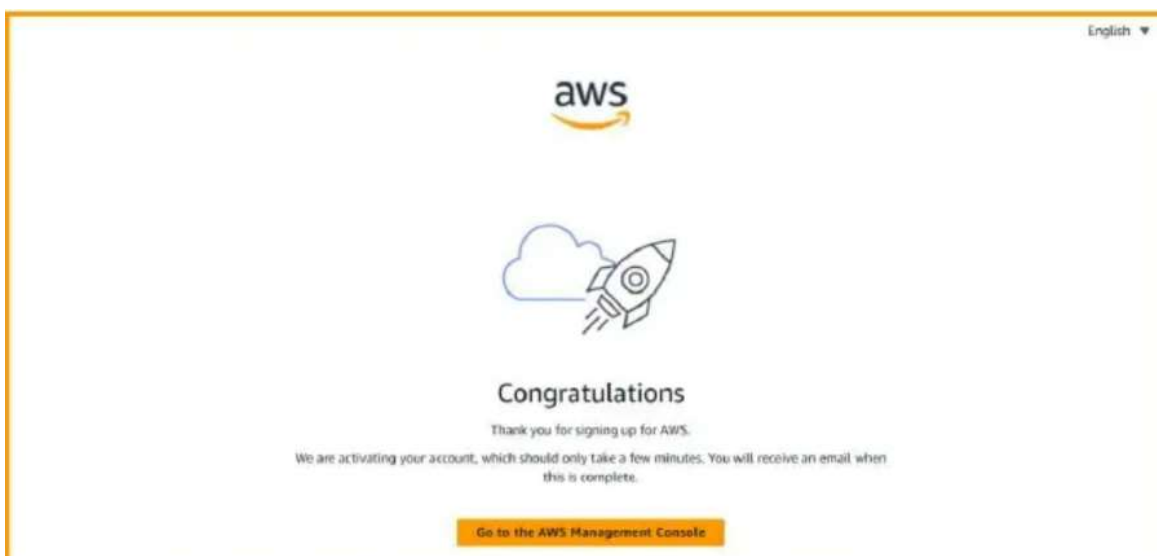 English ▼
aws
Congratulations
Thank you for signing up for AWS.
We are activating your account, which should only take a few minutes. You will receive an email when
this is complete.
Go to the AWS Management Console